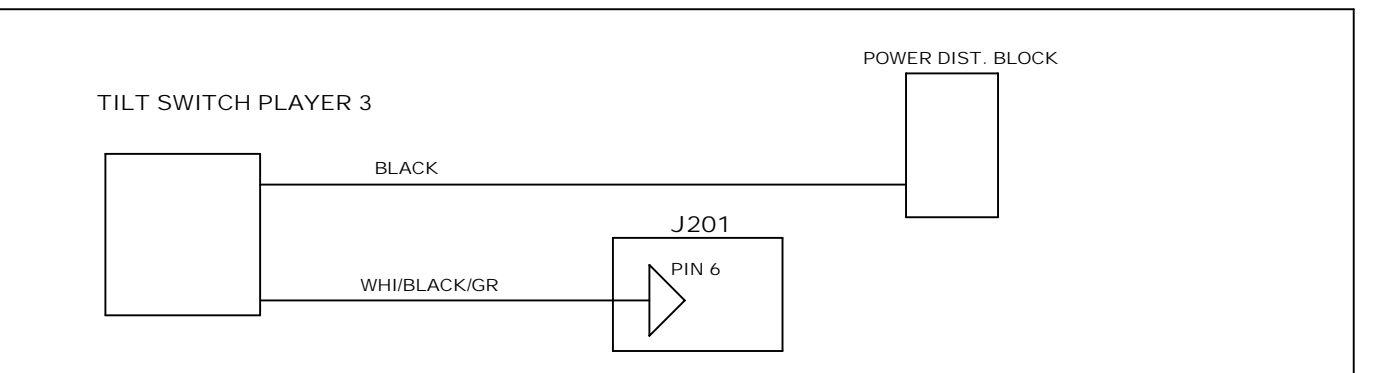 POWER DIST. BLOCK
TILT SWITCH PLAYER 3
BLACK
J201
PIN 6
WHI/BLACK/GR